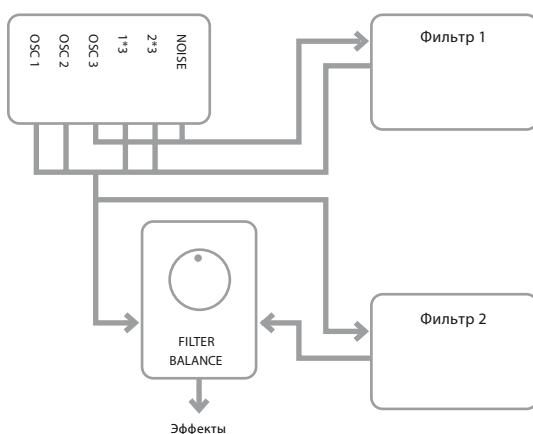 OSC 1
OSC 2
OSC 3
1*3
2*3
NOISE
Фильтр 1
Фильтр 2
FILTER
BALANCE
Эффекты